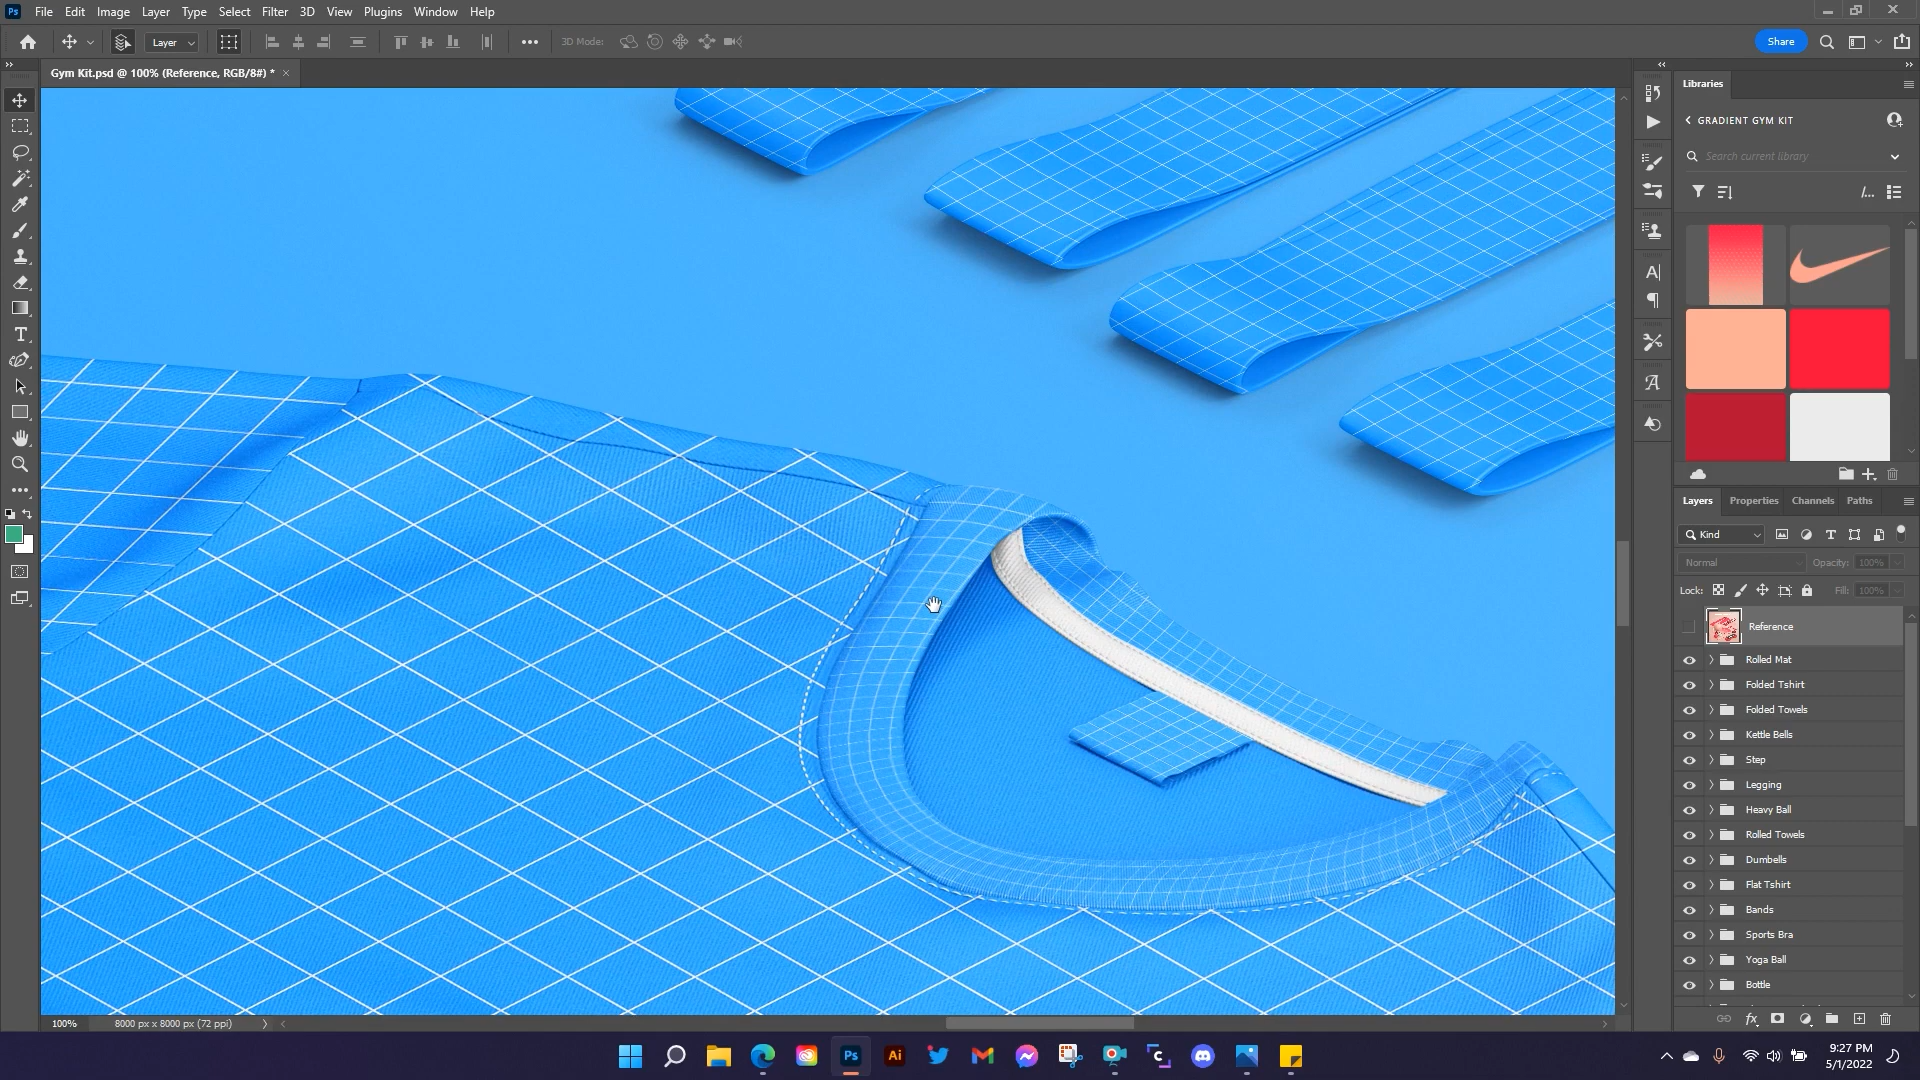 Ps File Edit Image Layer Type Select Filter 3D View Plugins Window Help
Layer 3D Mode: Share
Gym Kit.psd @ 100% (Reference, RGB/8#) *
Libraries
GRADIENT GYM KIT
Search current library
Layers Properties Channels Paths
Kind
Normal Opacity: 100%
Lock: Fill: 100%
Reference
Rolled Mat
Folded Tshirt
Folded Towels
Kettle Bells
Step
Legging
Heavy Ball
Rolled Towels
Dumbells
Flat Tshirt
Bands
Sports Bra
Yoga Ball
Bottle
100% 8000 px x 8000 px (72 ppi)
Ps Ai
9:27 PM
5/1/2022